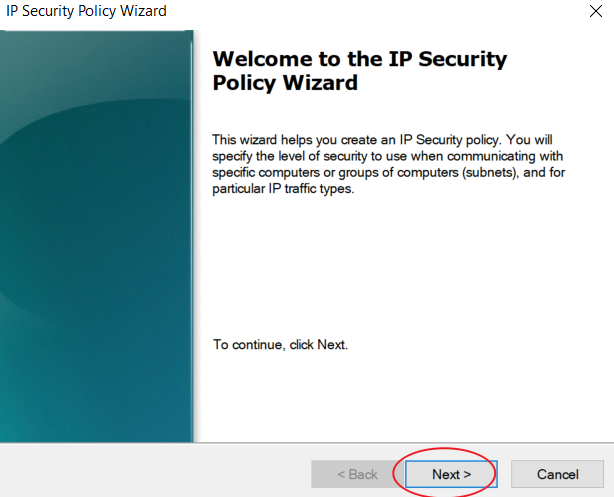 IP Security Policy Wizard
Welcome to the IP Security
Policy Wizard
This wizard helps you create an IP Security policy. You will
specify the level of security to use when communicating with
specific computers or groups of computers (subnets), and for
particular IP traffic types.
To continue, click Next.
< Back
Next >
Cancel